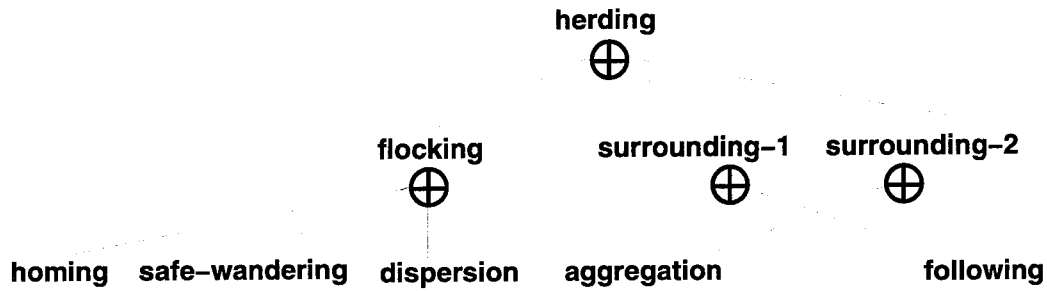 herding
flocking surrounding–1 surrounding–2
homing safe–wandering dispersion aggregation following